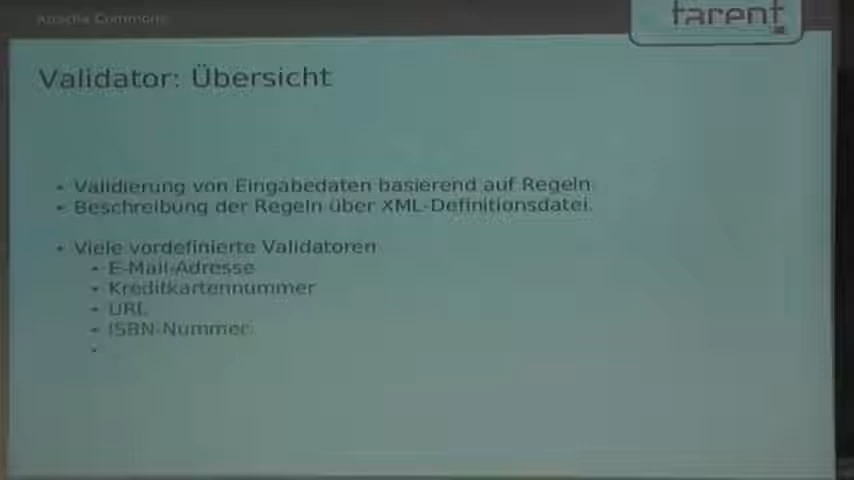 Apache Commons
tarent
Validator: Übersicht
• Validierung von Eingabedaten basierend auf Regeln
• Beschreibung der Regeln über XML-Definitionsdatei.
• Viele vordefinierte Validatoren
• E-Mail-Adresse
• Kreditkartennummer
• URL
• ISBN-Nummer
•